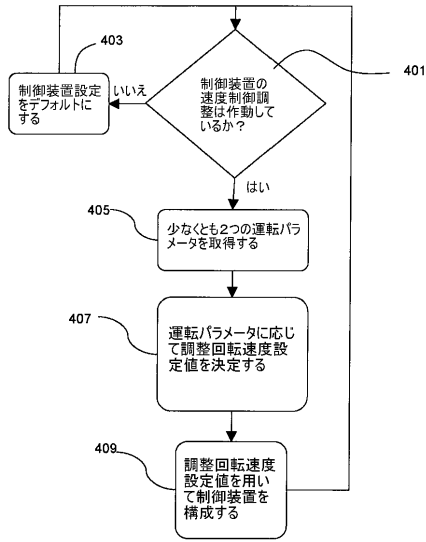 403
制御装置設定
をデフォルトに
する
いいえ
制御装置の
速度制御調
整は作動して
いるか？
401
はい
405
少なくとも2つの運転パラ
メータを取得する
407
運転パラメータに応じ
て調整回転速度設
定値を決定する
409
調整回転速度
設定値を用い
て制御装置を
構成する